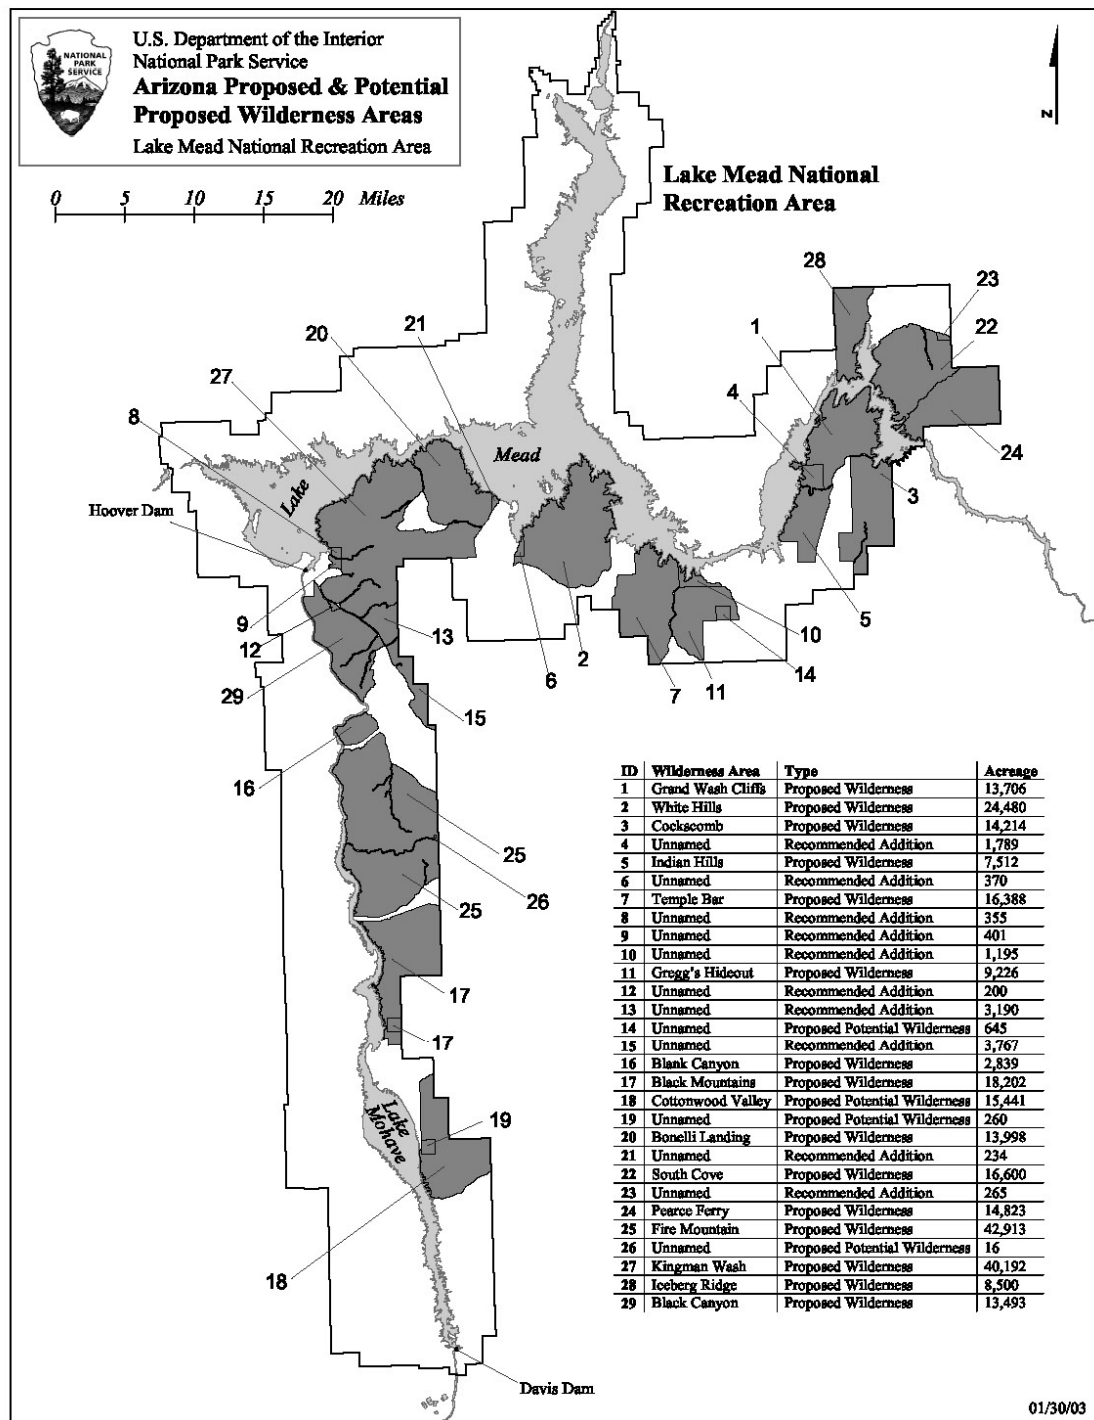 NATIONAL
PARK
SERVICE
U.S. Department of the Interior
National Park Service
Arizona Proposed & Potential
Proposed Wilderness Areas
Lake Mead National Recreation Area
N
0 5 10 15 20 Miles
Lake Mead National
Recreation Area
28
23
1
22
20
21
27
4
8
24
3
Mead
Lake
Hoover Dam
9
12
13
5
10
14
6
2
7
11
29
15
16
25
26
25
17
17
Lake
Mohave
19
18
Davis Dam
ID Wilderness Area Type Acreage
1 Grand Wash Cliffs Proposed Wilderness 13,706
2 White Hills Proposed Wilderness 24,480
3 Cockscomb Proposed Wilderness 14,214
4 Unnamed Recommended Addition 1,789
5 Indian Hills Proposed Wilderness 7,512
6 Unnamed Recommended Addition 370
7 Temple Bar Proposed Wilderness 16,388
8 Unnamed Recommended Addition 355
9 Unnamed Recommended Addition 401
10 Unnamed Recommended Addition 1,195
11 Gregg's Hideout Proposed Wilderness 9,226
12 Unnamed Recommended Addition 200
13 Unnamed Recommended Addition 3,190
14 Unnamed Proposed Potential Wilderness 645
15 Unnamed Recommended Addition 3,767
16 Blank Canyon Proposed Wilderness 2,839
17 Black Mountains Proposed Wilderness 18,202
18 Cottonwood Valley Proposed Potential Wilderness 15,441
19 Unnamed Proposed Potential Wilderness 260
20 Bonelli Landing Proposed Wilderness 13,998
21 Unnamed Recommended Addition 234
22 South Cove Proposed Wilderness 16,600
23 Unnamed Recommended Addition 265
24 Pearce Ferry Proposed Wilderness 14,823
25 Fire Mountain Proposed Wilderness 42,913
26 Unnamed Proposed Potential Wilderness 16
27 Kingman Wash Proposed Wilderness 40,192
28 Iceberg Ridge Proposed Wilderness 8,500
29 Black Canyon Proposed Wilderness 13,493
01/30/03